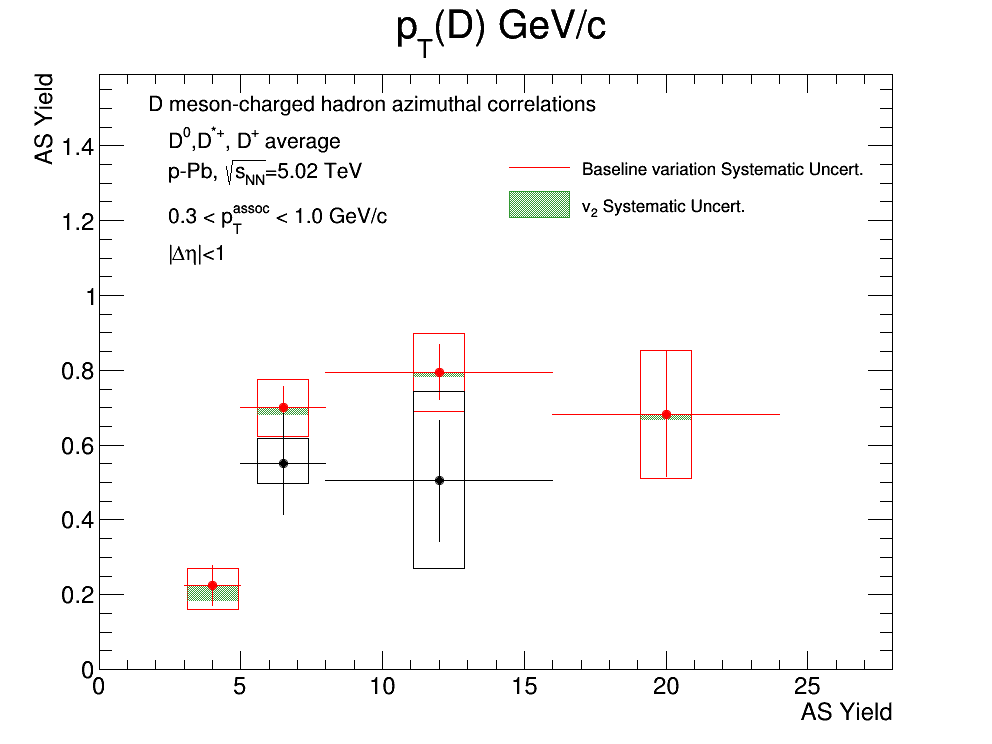 p_T(D) GeV/c
AS Yield
D meson-charged hadron azimuthal correlations
D^0,D^*+, D^+ average
p-Pb, √s_NN=5.02 TeV
0.3 < p_T^assoc < 1.0 GeV/c
|Δη|<1
Baseline variation Systematic Uncert.
v_2 Systematic Uncert.
1.4
1.2
1
0.8
0.6
0.4
0.2
0
0 5 10 15 20 25
AS Yield